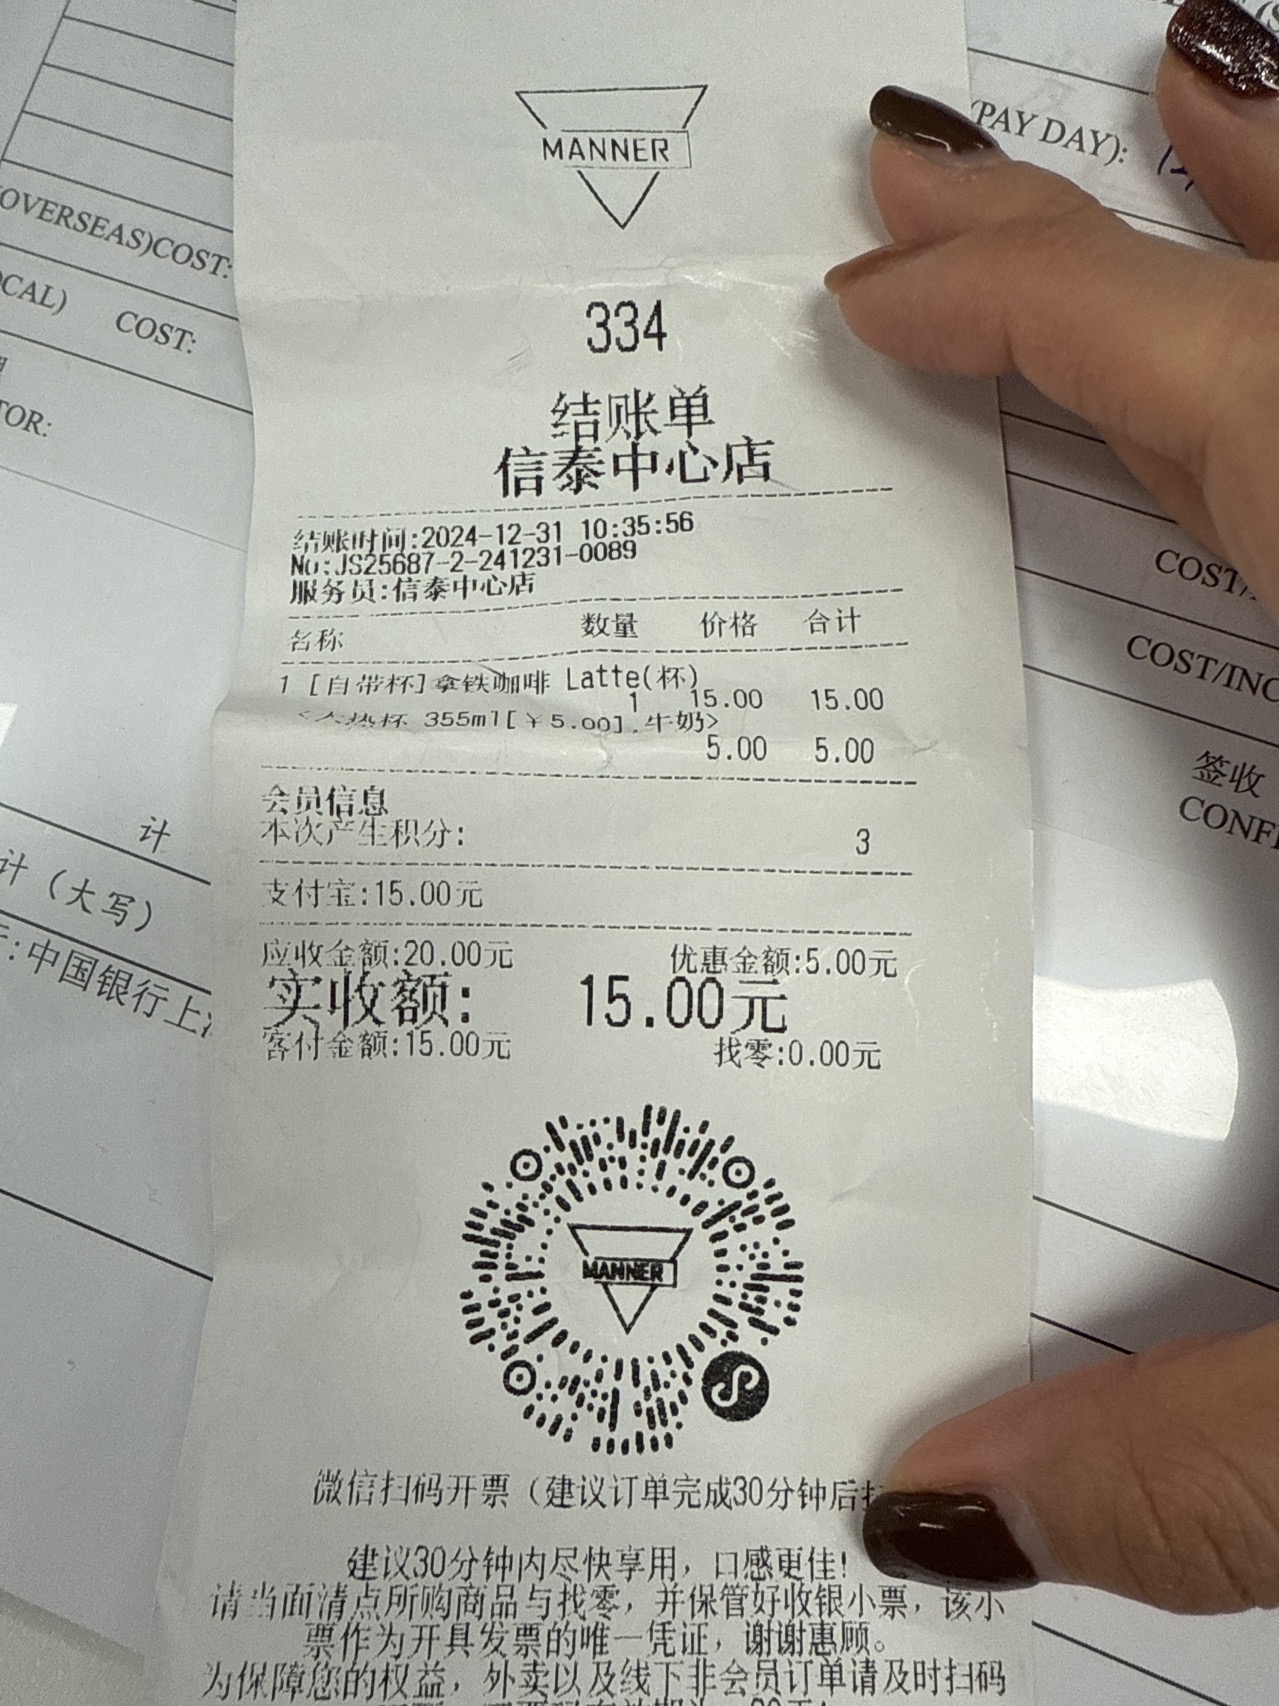 MANNER
334
结账单
信泰中心店
结账时间:2024-12-31 10:35:56
No:JS25687-2-241231-0089
服务员:信泰中心店
名称 数量 价格 合计
1 [自带杯]拿铁咖啡 Latte(杯)
1 15.00 15.00
<大热杯 355ml[¥5.00],牛奶>
5.00 5.00
会员信息
本次产生积分: 3
支付宝:15.00元
应收金额:20.00元 优惠金额:5.00元
实收额: 15.00元
客付金额:15.00元 找零:0.00元
MANNER
微信扫码开票（建议订单完成30分钟后
建议30分钟内尽快享用，口感更佳!
请当面清点所购商品与找零，并保管好收银小票，该小
票作为开具发票的唯一凭证，谢谢惠顾。
为保障您的权益，外卖以及线下非会员订单请及时扫码
OVERSEAS)COST:
COST:
计
计（大写）
中国银行上
(PAY DAY):
COST/
COST/INC
签收